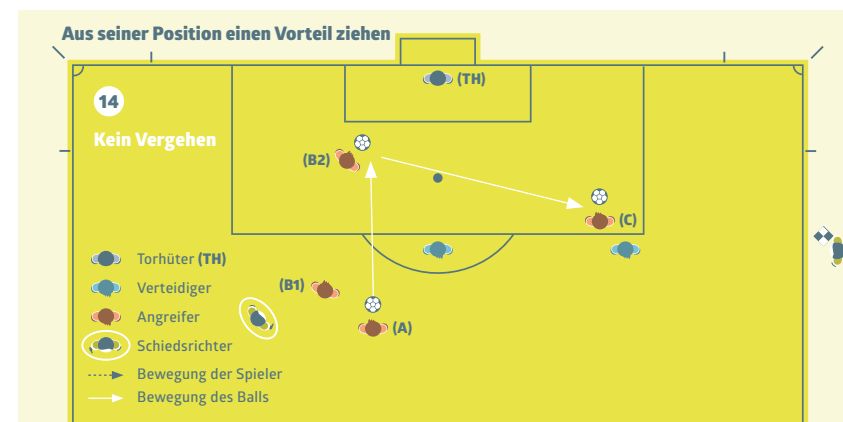 Aus seiner Position einen Vorteil ziehen
(TH)
14
Kein Vergehen
(B2)
(C)
Torhüter (TH)
Verteidiger
(B1)
Angreifer
(A)
Schiedsrichter
Bewegung der Spieler
Bewegung des Balls